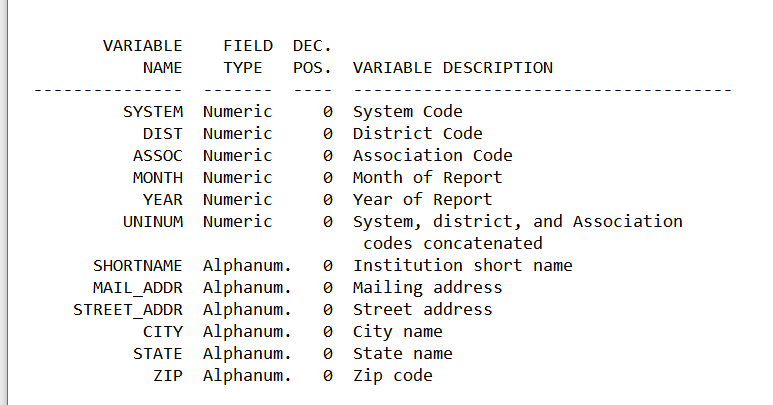 VARIABLE    FIELD  DEC.
NAME    TYPE   POS.  VARIABLE DESCRIPTION
---------------  -------  ----  --------------------------------------
SYSTEM  Numeric     0  System Code
DIST  Numeric     0  District Code
ASSOC  Numeric     0  Association Code
MONTH  Numeric     0  Month of Report
YEAR  Numeric     0  Year of Report
UNINUM  Numeric     0  System, district, and Association
codes concatenated
SHORTNAME  Alphanum.   0  Institution short name
MAIL_ADDR  Alphanum.   0  Mailing address
STREET_ADDR  Alphanum.   0  Street address
CITY  Alphanum.   0  City name
STATE  Alphanum.   0  State name
ZIP  Alphanum.   0  Zip code